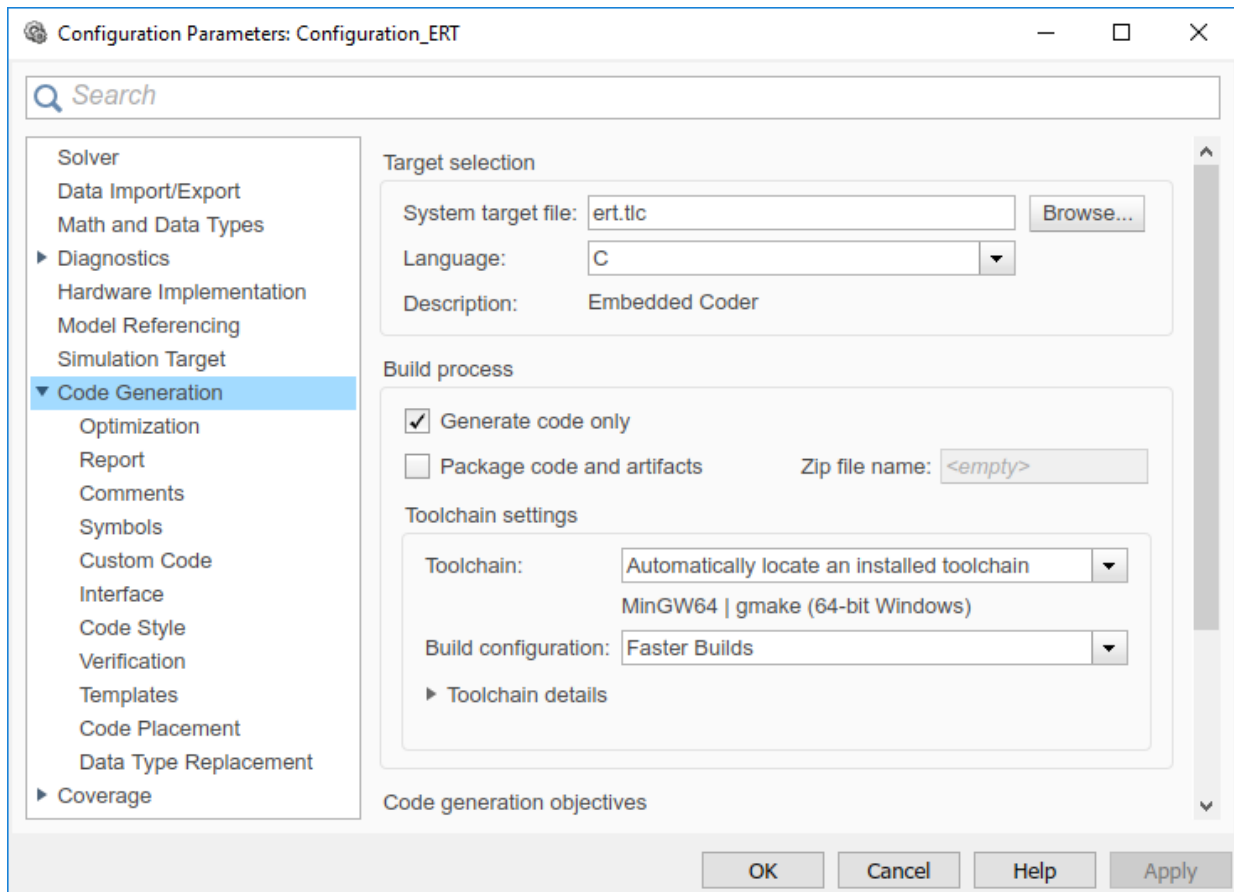 Configuration Parameters: Configuration_ERT
Search
Solver
Data Import/Export
Math and Data Types
Diagnostics
Hardware Implementation
Model Referencing
Simulation Target
Code Generation
Optimization
Report
Comments
Symbols
Custom Code
Interface
Code Style
Verification
Templates
Code Placement
Data Type Replacement
Coverage
Target selection
System target file: ert.tlc Browse...
Language: C
Description: Embedded Coder
Build process
Generate code only
Package code and artifacts Zip file name: <empty>
Toolchain settings
Toolchain: Automatically locate an installed toolchain
MinGW64 | gmake (64-bit Windows)
Build configuration: Faster Builds
Toolchain details
Code generation objectives
OK Cancel Help Apply